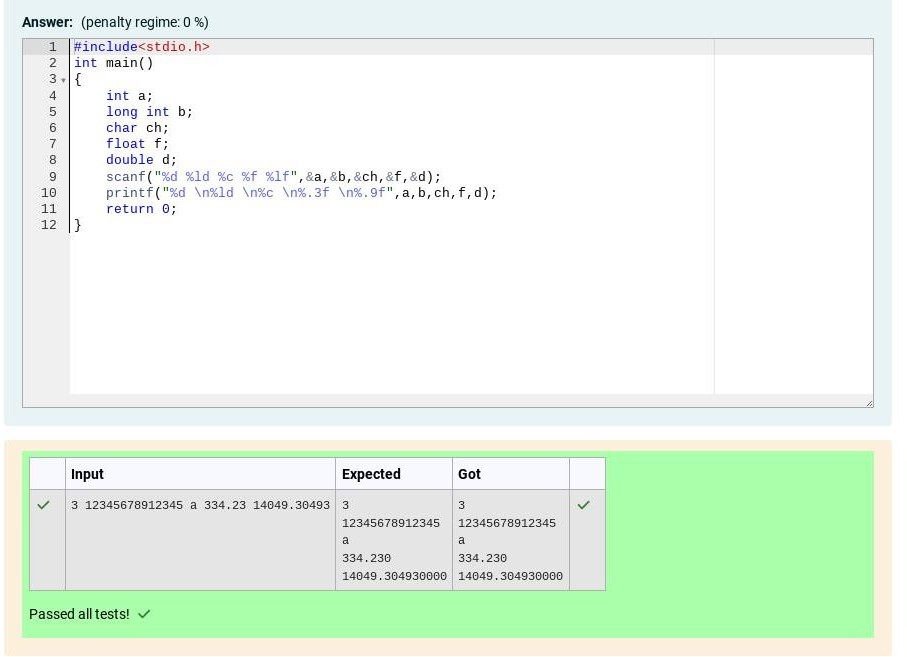 Answer: (penalty regime: 0 %)
1 #include<stdio.h>
2 int main()
3 {
4 int a;
5 long int b;
6 char ch;
7 float f;
8 double d;
9 scanf("%d %ld %c %f %lf",&a,&b,&ch,&f,&d);
10 printf("%d \n%ld \n%c \n%.3f \n%.9f",a,b,ch,f,d);
11 return 0;
12 }
Input Expected Got
3 12345678912345 a 334.23 14049.30493 3 3
12345678912345 12345678912345
a a
334.230 334.230
14049.304930000 14049.304930000
Passed all tests!